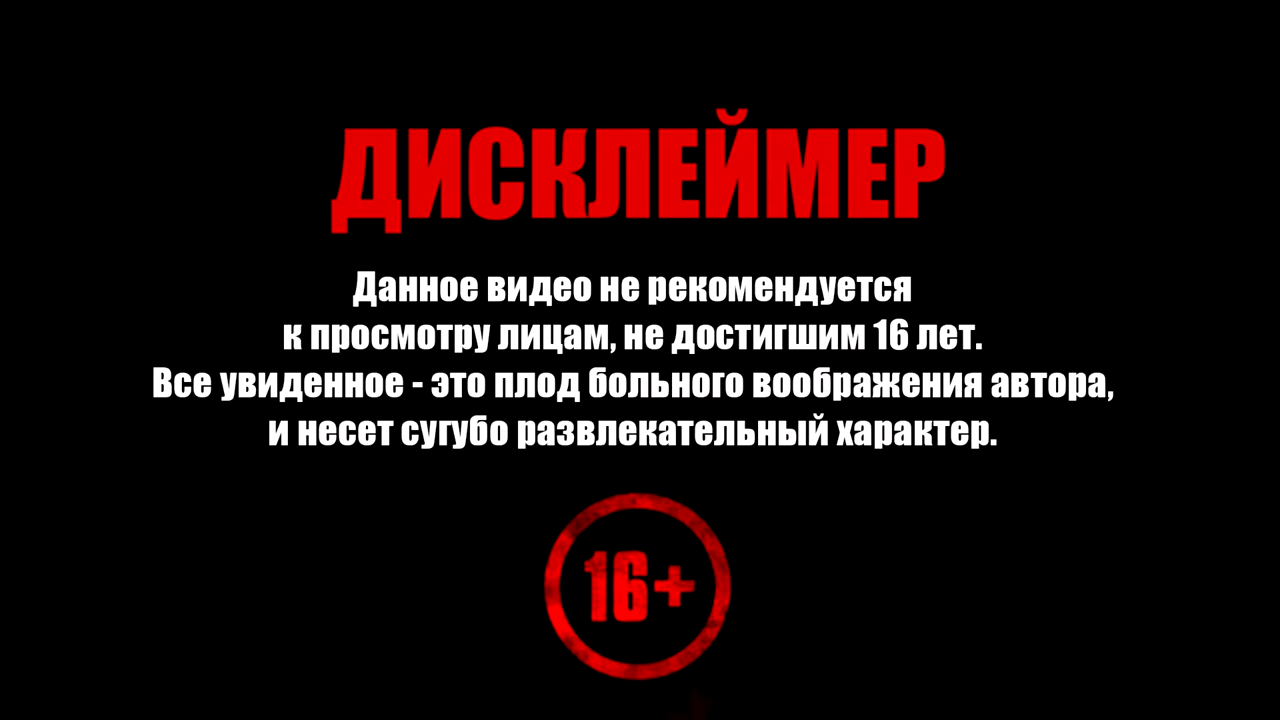 ДИСКЛЕЙМЕР
Данное видео не рекомендуется
к просмотру лицам, не достигшим 16 лет.
Все увиденное - это плод больного воображения автора,
и несет сугубо развлекательный характер.
16+